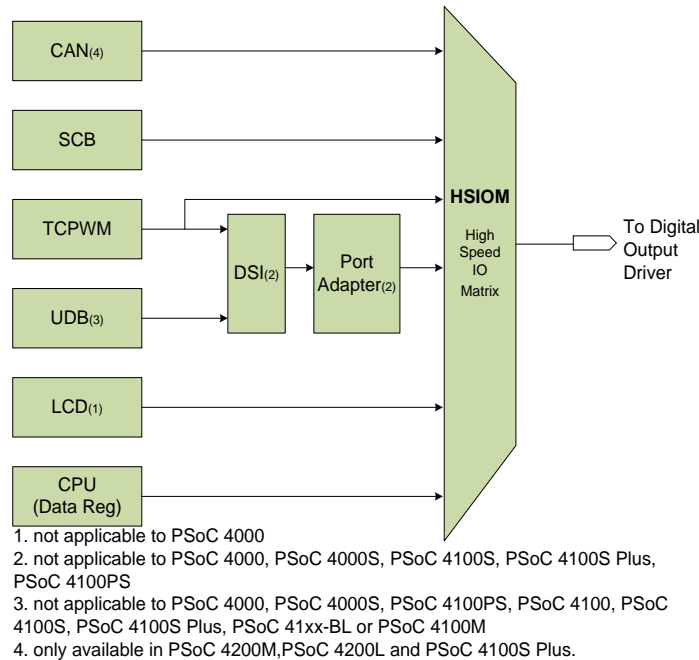 CAN(4)
SCB
TCPWM
UDB(3)
LCD(1)
CPU
(Data Reg)
DSI(2)
Port
Adapter(2)
HSIOM
High
Speed
IO
Matrix
To Digital
Output
Driver
1. not applicable to PSoC 4000
2. not applicable to PSoC 4000, PSoC 4000S, PSoC 4100S, PSoC 4100S Plus,
PSoC 4100PS
3. not applicable to PSoC 4000, PSoC 4000S, PSoC 4100PS, PSoC 4100, PSoC
4100S, PSoC 4100S Plus, PSoC 41xx-BL or PSoC 4100M
4. only available in PSoC 4200M,PSoC 4200L and PSoC 4100S Plus.